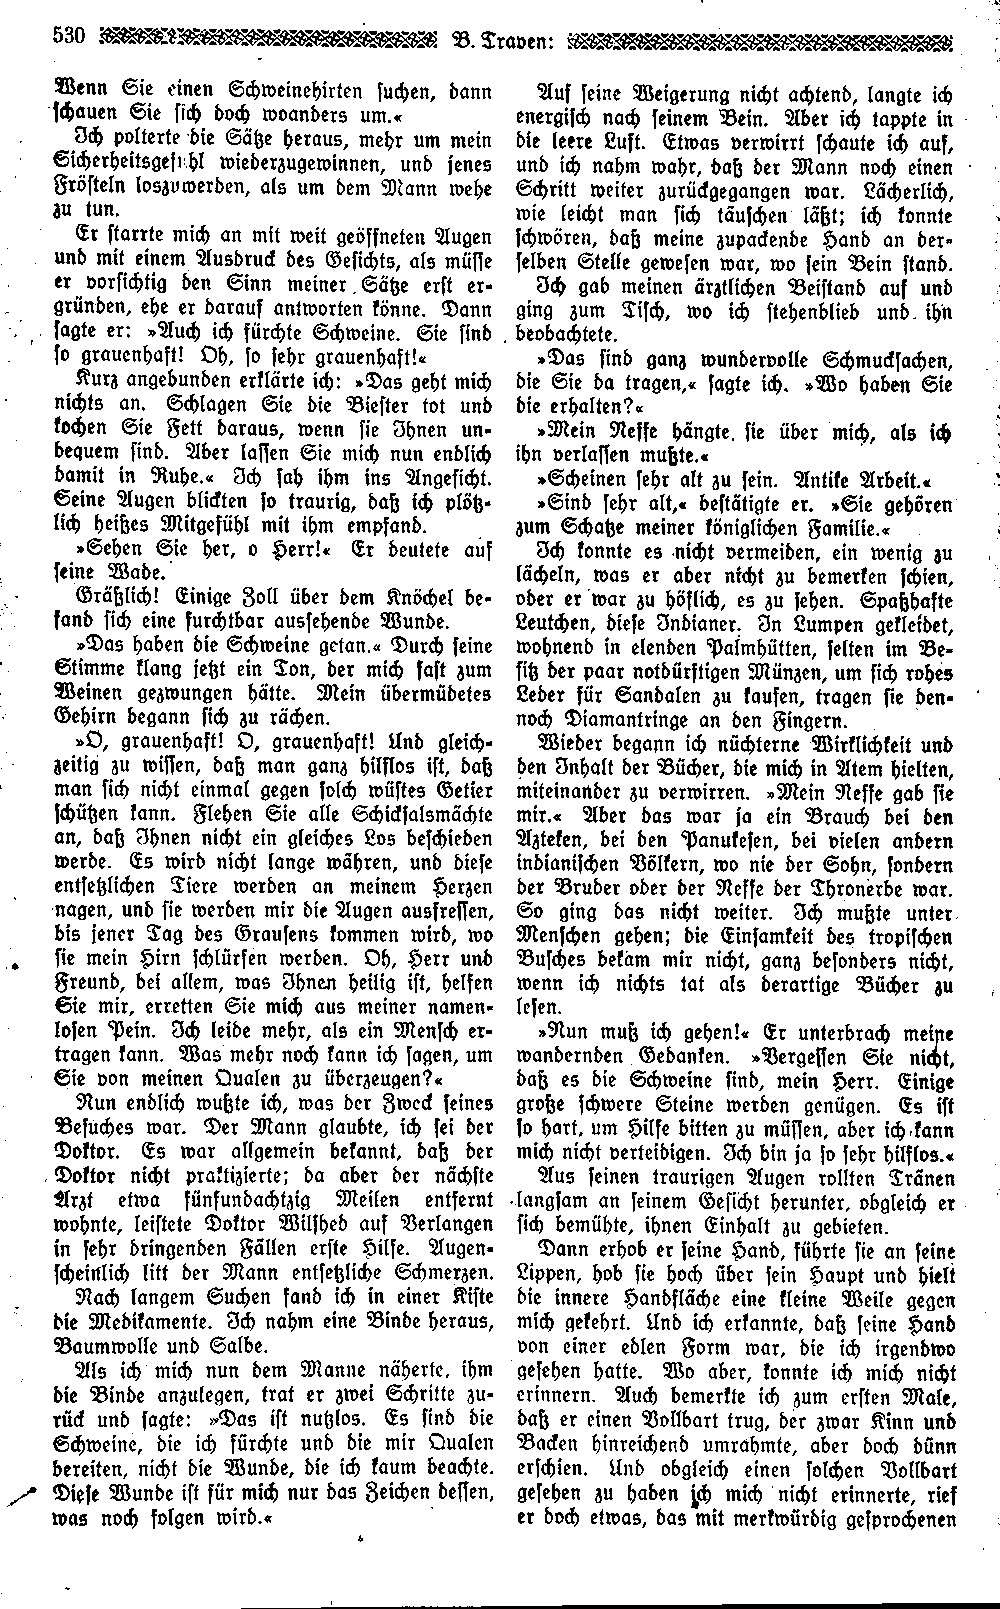 530 B. Traven:
Wenn Sie einen Schweinehirten suchen, dann
schauen Sie sich doch woanders um.«
Ich polterte die Sätze heraus, mehr um mein
Sicherheitsgefühl wiederzugewinnen, und jenes
Frösteln loszuwerden, als um dem Mann wehe
zu tun.
Er starrte mich an mit weit geöffneten Augen
und mit einem Ausdruck des Gesichts, als müsse
er vorsichtig den Sinn meiner Sätze erst er-
gründen, ehe er darauf antworten könne. Dann
sagte er: »Auch ich fürchte Schweine. Sie sind
so grauenhaft! Oh, so sehr grauenhaft!«
Kurz angebunden erklärte ich: »Das geht mich
nichts an. Schlagen Sie die Biester tot und
kochen Sie Fett daraus, wenn sie Ihnen un-
bequem sind. Aber lassen Sie mich nun endlich
damit in Ruhe.« Ich sah ihm ins Angesicht.
Seine Augen blickten so traurig, daß ich plötz-
lich heißes Mitgefühl mit ihm empfand.
»Sehen Sie her, o Herr!« Er deutete auf
seine Wade.
Gräßlich! Einige Zoll über dem Knöchel be-
fand sich eine furchtbar aussehende Wunde.
»Das haben die Schweine getan.« Durch seine
Stimme klang jetzt ein Ton, der mich fast zum
Weinen gezwungen hätte. Mein übermüdetes
Gehirn begann sich zu rächen.
»O, grauenhaft! O, grauenhaft! Und gleich-
zeitig zu wissen, daß man ganz hilflos ist, daß
man sich nicht einmal gegen solch wüstes Getier
schützen kann. Flehen Sie alle Schicksalsmächte
an, daß Ihnen nicht ein gleiches Los beschieden
werde. Es wird nicht lange währen, und diese
entsetzlichen Tiere werden an meinem Herzen
nagen, und sie werden mir die Augen ausfressen,
bis jener Tag des Grausens kommen wird, wo
sie mein Hirn schlürfen werden. Oh, Herr und
Freund, bei allem, was Ihnen heilig ist, helfen
Sie mir, erretten Sie mich aus meiner namen-
losen Pein. Ich leide mehr, als ein Mensch er-
tragen kann. Was mehr noch kann ich sagen, um
Sie von meinen Qualen zu überzeugen?«
Nun endlich wußte ich, was der Zweck seines
Besuches war. Der Mann glaubte, ich sei der
Doktor. Es war allgemein bekannt, daß der
Doktor nicht praktizierte; da aber der nächste
Arzt etwa fünfundachtzig Meilen entfernt
wohnte, leistete Doktor Wilshed auf Verlangen
in sehr dringenden Fällen erste Hilfe. Augen-
scheinlich litt der Mann entsetzliche Schmerzen.
Nach langem Suchen fand ich in einer Kiste
die Medikamente. Ich nahm eine Binde heraus,
Baumwolle und Salbe.
Als ich mich nun dem Manne näherte, ihm
die Binde anzulegen, trat er zwei Schritte zu-
rück und sagte: »Das ist nutzlos. Es sind die
Schweine, die ich fürchte und die mir Qualen
bereiten, nicht die Wunde, die ich kaum beachte.
Diese Wunde ist für mich nur das Zeichen dessen,
was noch folgen wird.«
Auf seine Weigerung nicht achtend, langte ich
energisch nach seinem Bein. Aber ich tappte in
die leere Luft. Etwas verwirrt schaute ich auf,
und ich nahm wahr, daß der Mann noch einen
Schritt weiter zurückgegangen war. Lächerlich,
wie leicht man sich täuschen läßt; ich konnte
schwören, daß meine zupackende Hand an der-
selben Stelle gewesen war, wo sein Bein stand.
Ich gab meinen ärztlichen Beistand auf und
ging zum Tisch, wo ich stehenblieb und ihn
beobachtete.
»Das sind ganz wundervolle Schmucksachen,
die Sie da tragen,« sagte ich. »Wo haben Sie
die erhalten?«
»Mein Neffe hängte sie über mich, als ich
ihn verlassen mußte.«
»Scheinen sehr alt zu sein. Antike Arbeit.«
»Sind sehr alt,« bestätigte er. »Sie gehören
zum Schatze meiner königlichen Familie.«
Ich konnte es nicht vermeiden, ein wenig zu
lächeln, was er aber nicht zu bemerken schien,
oder er war zu höflich, es zu sehen. Spaßhafte
Leutchen, diese Indianer. In Lumpen gekleidet,
wohnend in elenden Palmhütten, selten im Be-
sitz der paar notdürftigen Münzen, um sich rohes
Leder für Sandalen zu kaufen, tragen sie den-
noch Diamantringe an den Fingern.
Wieder begann ich nüchterne Wirklichkeit und
den Inhalt der Bücher, die mich in Atem hielten,
miteinander zu verwirren. »Mein Neffe gab sie
mir.« Aber das war ja ein Brauch bei den
Azteken, bei den Panukesen, bei vielen andern
indianischen Völkern, wo nie der Sohn, sondern
der Bruder oder der Neffe der Thronerbe war.
So ging das nicht weiter. Ich mußte unter
Menschen gehen; die Einsamkeit des tropischen
Busches bekam mir nicht, ganz besonders nicht,
wenn ich nichts tat als derartige Bücher zu
lesen.
»Nun muß ich gehen!« Er unterbrach meine
wandernden Gedanken. »Vergessen Sie nicht,
daß es die Schweine sind, mein Herr. Einige
große schwere Steine werden genügen. Es ist
so hart, um Hilfe bitten zu müssen, aber ich kann
mich nicht verteidigen. Ich bin ja so sehr hilflos.«
Aus seinen traurigen Augen rollten Tränen
langsam an seinem Gesicht herunter, obgleich er
sich bemühte, ihnen Einhalt zu gebieten.
Dann erhob er seine Hand, führte sie an seine
Lippen, hob sie hoch über sein Haupt und hielt
die innere Handfläche eine kleine Weile gegen
mich gekehrt. Und ich erkannte, daß seine Hand
von einer edlen Form war, die ich irgendwo
gesehen hatte. Wo aber, konnte ich mich nicht
erinnern. Auch bemerkte ich zum ersten Male,
daß er einen Vollbart trug, der zwar Kinn und
Backen hinreichend umrahmte, aber doch dünn
erschien. Und obgleich einen solchen Vollbart
gesehen zu haben ich mich nicht erinnerte, rief
er doch etwas, das mit merkwürdig gesprochenen